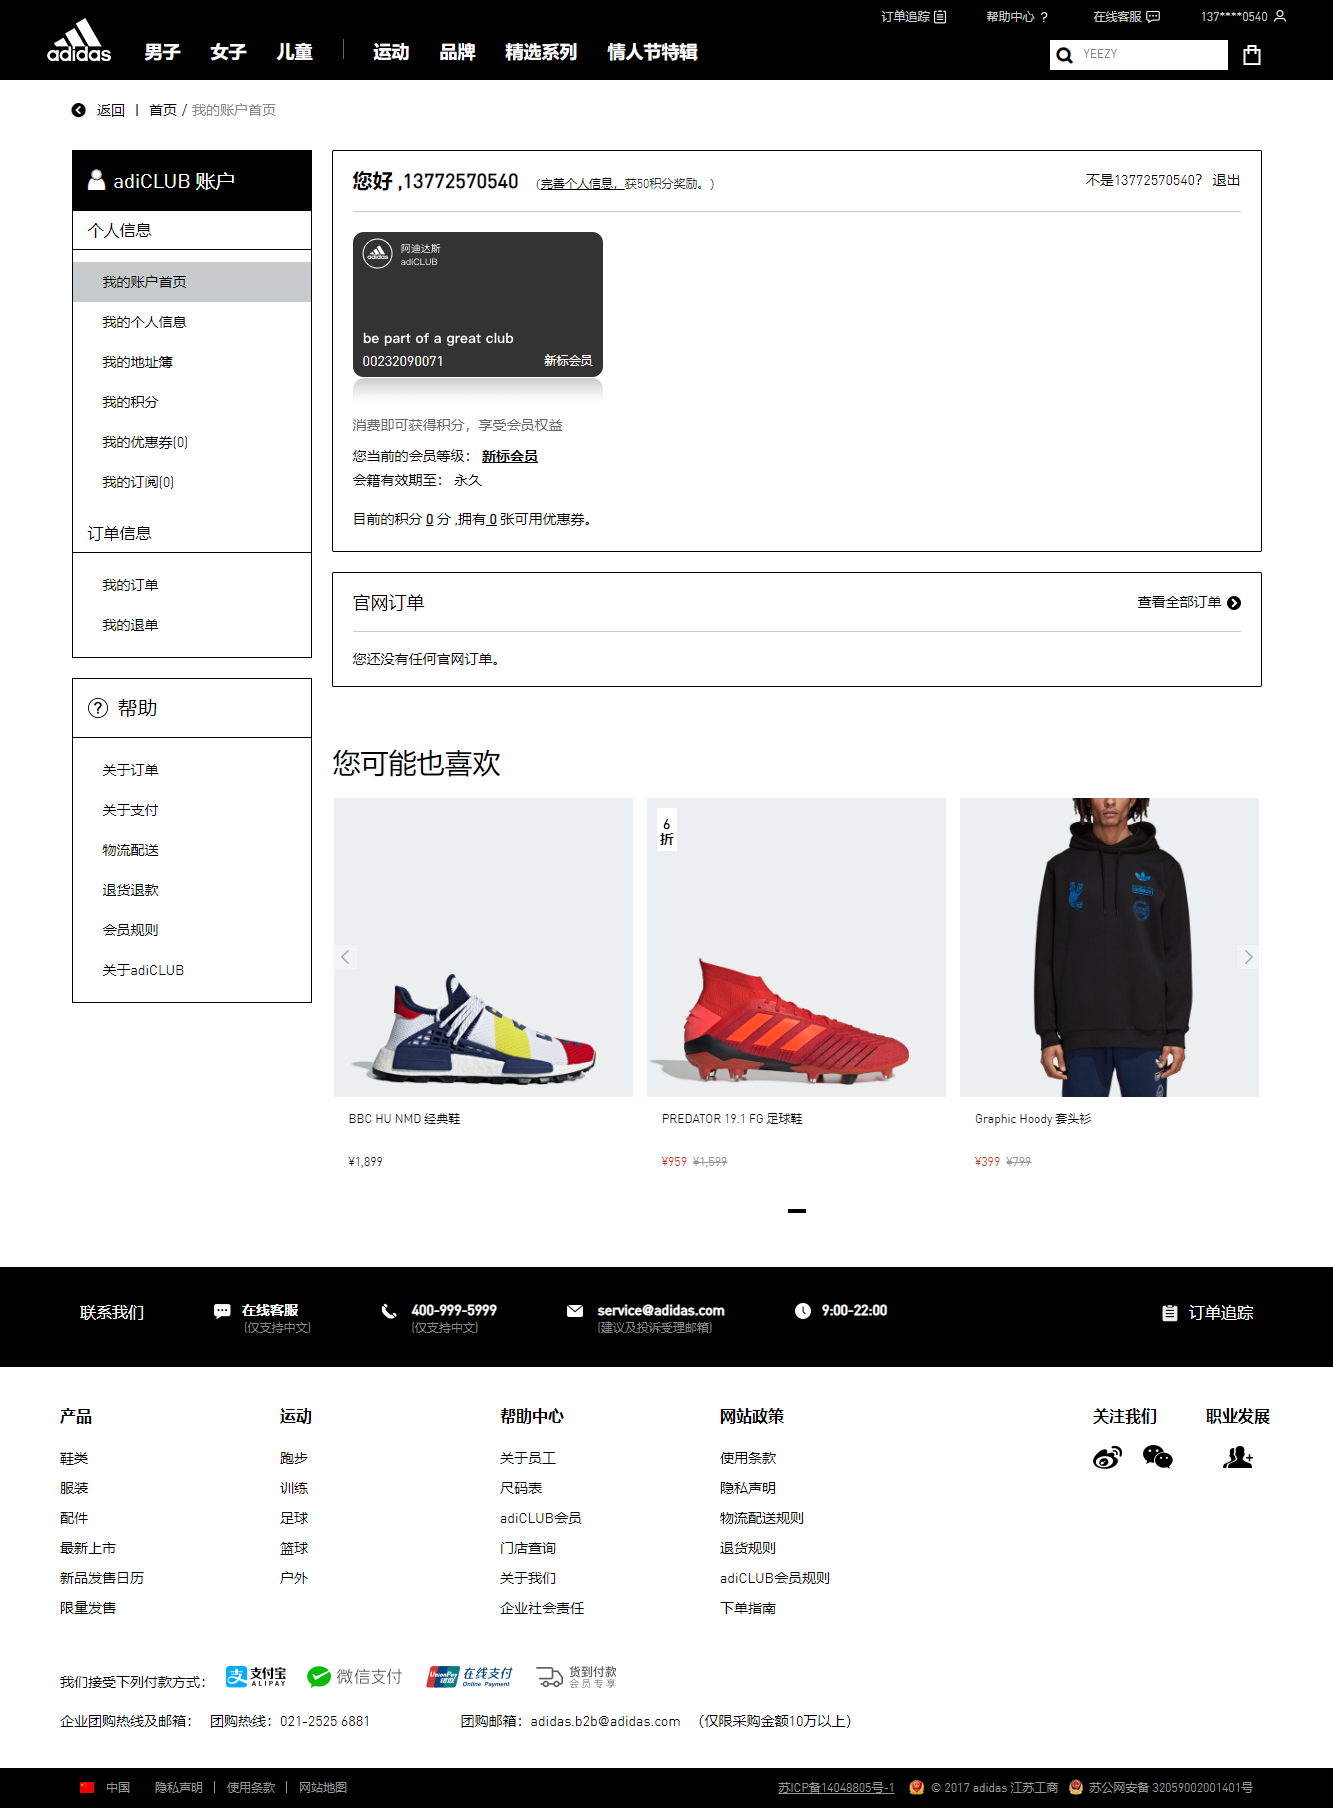 订单追踪 帮助中心 ? 在线客服 137****0540
adidas 男子 女子 儿童 | 运动 品牌 精选系列 情人节特辑 YEEZY
返回 | 首页 / 我的账户首页
adiCLUB 账户
个人信息
我的账户首页
我的个人信息
我的地址簿
我的积分
我的优惠券(0)
我的订阅(0)
订单信息
我的订单
我的退单
? 帮助
关于订单
关于支付
物流配送
退货退款
会员规则
关于adiCLUB
您好 ,13772570540 （完善个人信息，获50积分奖励。） 不是13772570540？ 退出
adidas 阿迪达斯
adiCLUB
be part of a great club
00232090071 新标会员
消费即可获得积分，享受会员权益
您当前的会员等级： 新标会员
会籍有效期至： 永久
目前的积分 0 分 ,拥有 0 张可用优惠券。
官网订单 查看全部订单
您还没有任何官网订单。
您可能也喜欢
6
折
BBC HU NMD 经典鞋
¥1,899
PREDATOR 19.1 FG 足球鞋
¥959 ¥1,599
Graphic Hoody 套头衫
¥399 ¥799
联系我们 在线客服 400-999-5999 service@adidas.com 9:00-22:00 订单追踪
(仅支持中文) (仅支持中文) (建议及投诉受理邮箱)
产品
鞋类
服装
配件
最新上市
新品发售日历
限量发售
运动
跑步
训练
足球
篮球
户外
帮助中心
关于员工
尺码表
adiCLUB会员
门店查询
关于我们
企业社会责任
网站政策
使用条款
隐私声明
物流配送规则
退货规则
adiCLUB会员规则
下单指南
关注我们 职业发展
我们接受下列付款方式： 支 支付宝 ALIPAY 微信支付 UnionPay 银联 在线支付 Online Payment 货到付款 会员专享
企业团购热线及邮箱： 团购热线：021-2525 6881 团购邮箱：adidas.b2b@adidas.com （仅限采购金额10万以上）
中国 隐私声明 | 使用条款 | 网站地图 苏ICP备14048805号-1 © 2017 adidas 江苏工商 苏公网安备 32059002001401号